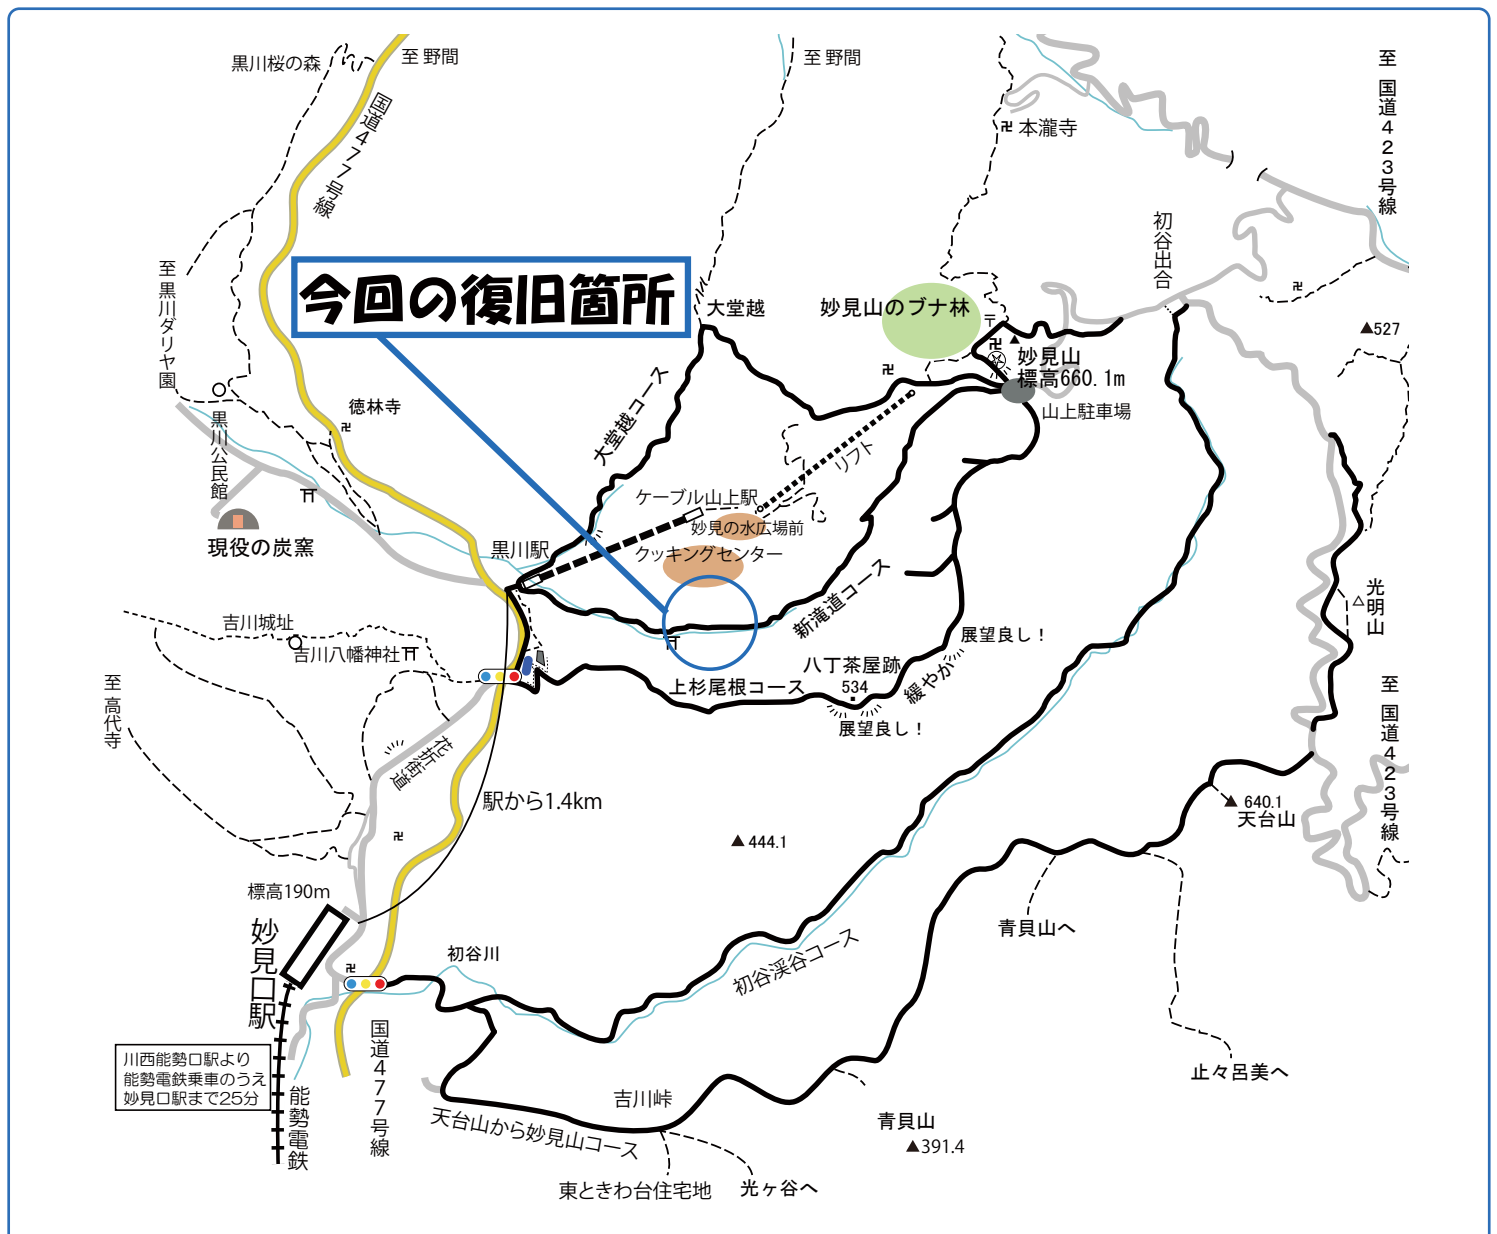 黒川桜の森
至 野間
至 野間
至 国道423号線
国道477号線
本瀧寺
初谷出合
至 黒川ダリヤ園
今回の復旧箇所
大堂越
妙見山のブナ林
527
妙見山
標高660.1m
山上駐車場
徳林寺
黒川公民館
大堂越コース
リフト
ケーブル山上駅
妙見の水広場前
クッキングセンター
現役の炭窯
黒川駅
新滝道コース
光明山
吉川城址
吉川八幡神社
展望良し！
八丁茶屋跡
534
緩やか
上杉尾根コース
展望良し！
至 高代寺
至 国道423号線
花折街道
駅から1.4km
640.1
天台山
444.1
標高190m
妙見口駅
初谷川
初谷渓谷コース
青貝山へ
国道477号線
川西能勢口駅より
能勢電鉄乗車のうえ
妙見口駅まで25分
能勢電鉄
止々呂美へ
吉川峠
天台山から妙見山コース
青貝山
391.4
東ときわ台住宅地
光ヶ谷へ